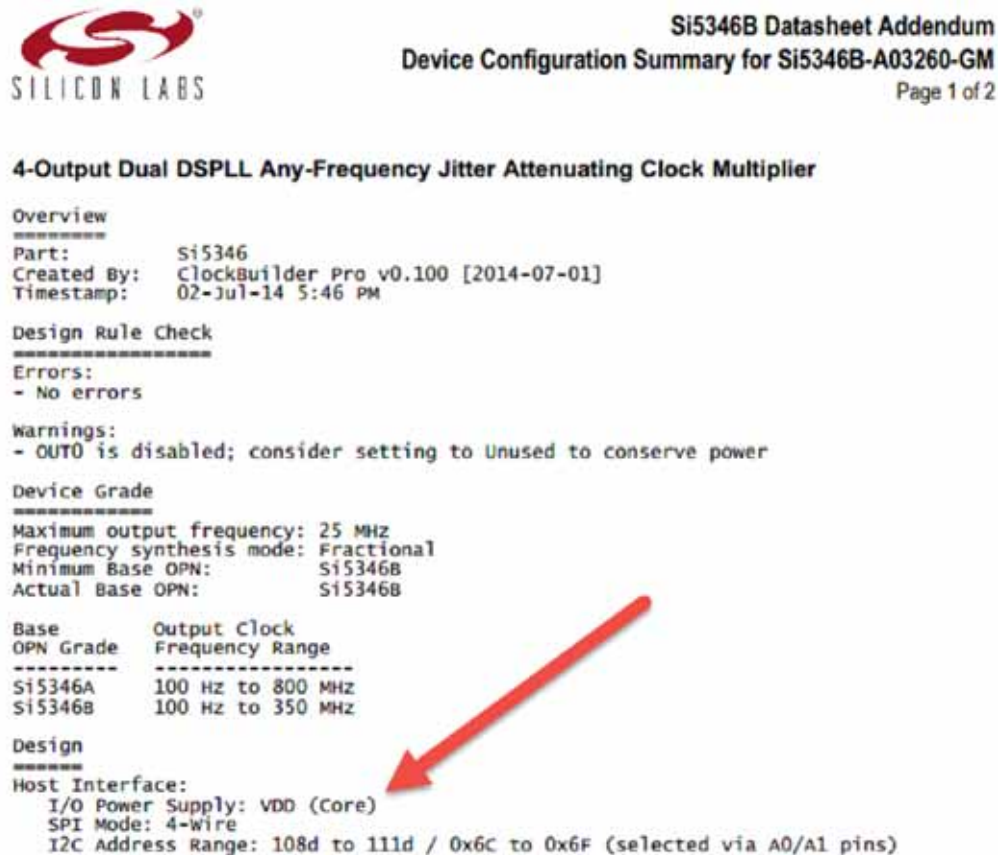 SILICON LABS
Si5346B Datasheet Addendum
Device Configuration Summary for Si5346B-A03260-GM
Page 1 of 2
4-Output Dual DSPLL Any-Frequency Jitter Attenuating Clock Multiplier
Overview
========
Part: Si5346
Created By: ClockBuilder Pro v0.100 [2014-07-01]
Timestamp: 02-Jul-14 5:46 PM
Design Rule Check
=================
Errors:
- No errors
Warnings:
- OUT0 is disabled; consider setting to Unused to conserve power
Device Grade
============
Maximum output frequency: 25 MHz
Frequency synthesis mode: Fractional
Minimum Base OPN: Si5346B
Actual Base OPN: Si5346B
Base Output Clock
OPN Grade Frequency Range
--------- -----------------
Si5346A 100 Hz to 800 MHz
Si5346B 100 Hz to 350 MHz
Design
======
Host Interface:
I/O Power Supply: VDD (Core)
SPI Mode: 4-Wire
I2C Address Range: 108d to 111d / 0x6C to 0x6F (selected via A0/A1 pins)